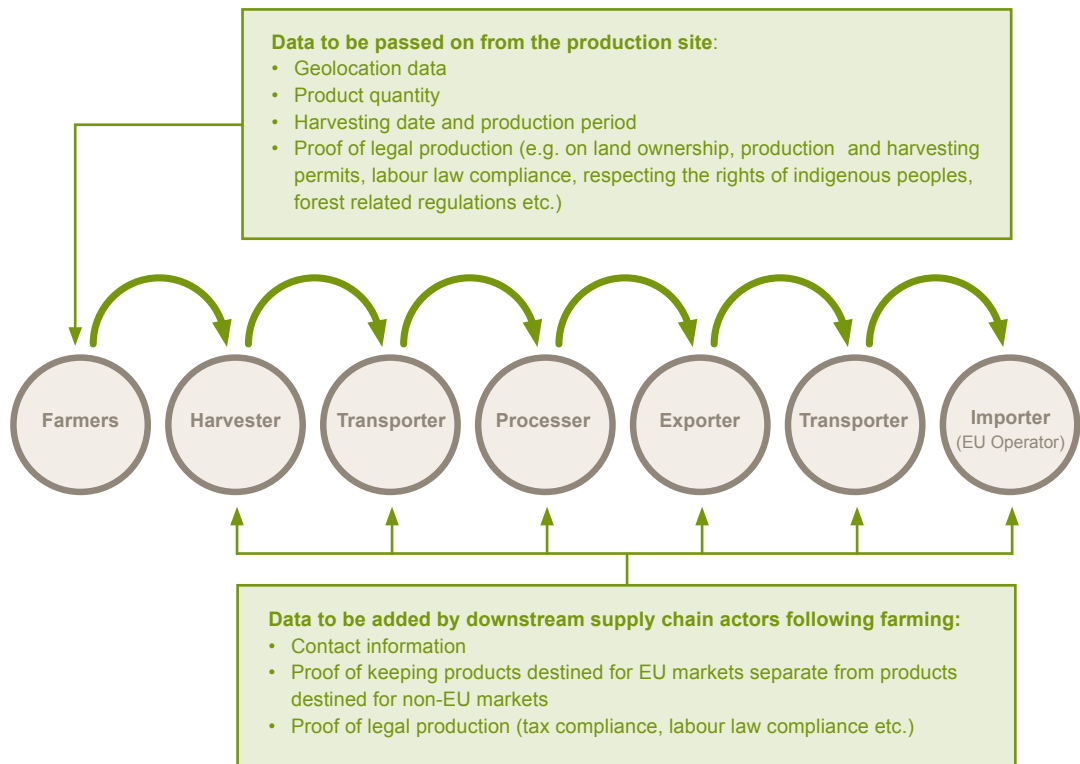 Data to be passed on from the production site:
• Geolocation data
• Product quantity
• Harvesting date and production period
• Proof of legal production (e.g. on land ownership, production and harvesting
permits, labour law compliance, respecting the rights of indigenous peoples,
forest related regulations etc.)
Farmers
Harvester
Transporter
Processer
Exporter
Transporter
Importer
(EU Operator)
Data to be added by downstream supply chain actors following farming:
• Contact information
• Proof of keeping products destined for EU markets separate from products
destined for non-EU markets
• Proof of legal production (tax compliance, labour law compliance etc.)